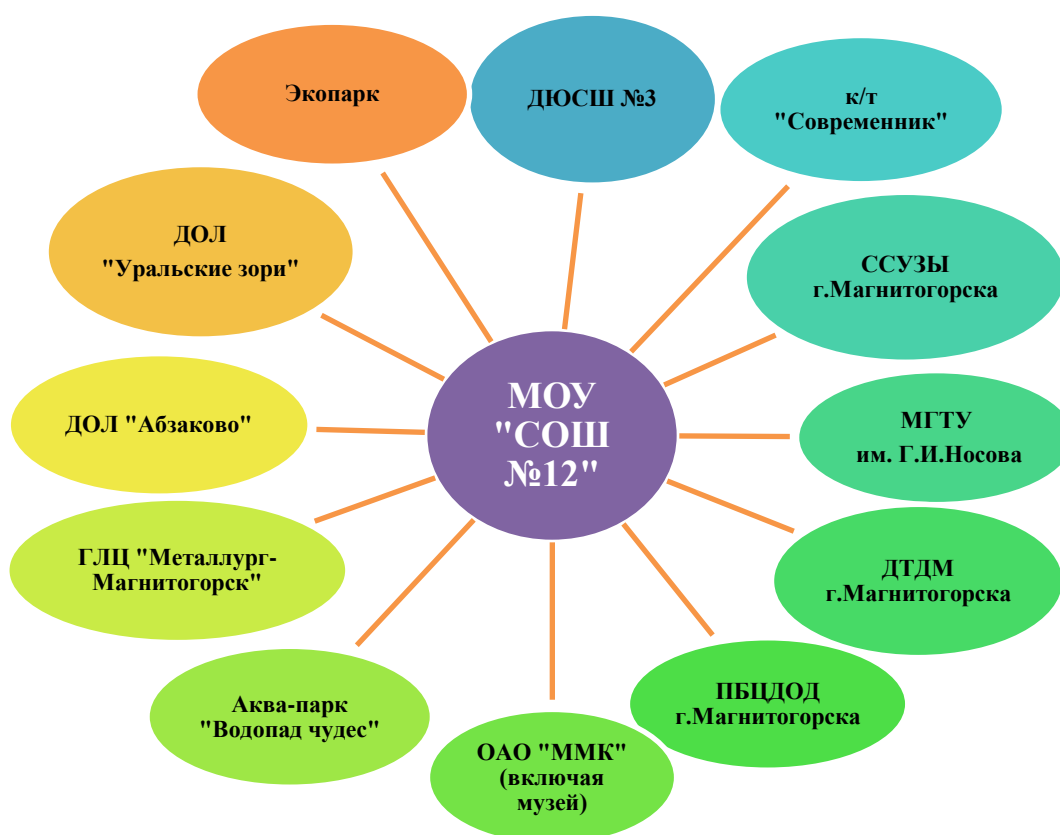 Экопарк
ДЮСШ №3
к/т
"Современник"
ДОЛ
"Уральские зори"
ССУЗЫ
г.Магнитогорска
МОУ
"СОШ
№12"
ДОЛ "Абзаково"
МГТУ
им. Г.И.Носова
ГЛЦ "Металлург-
Магнитогорск"
ДТДМ
г.Магнитогорска
Аква-парк
"Водопад чудес"
ПБЦДОД
г.Магнитогорска
ОАО "ММК"
(включая
музей)